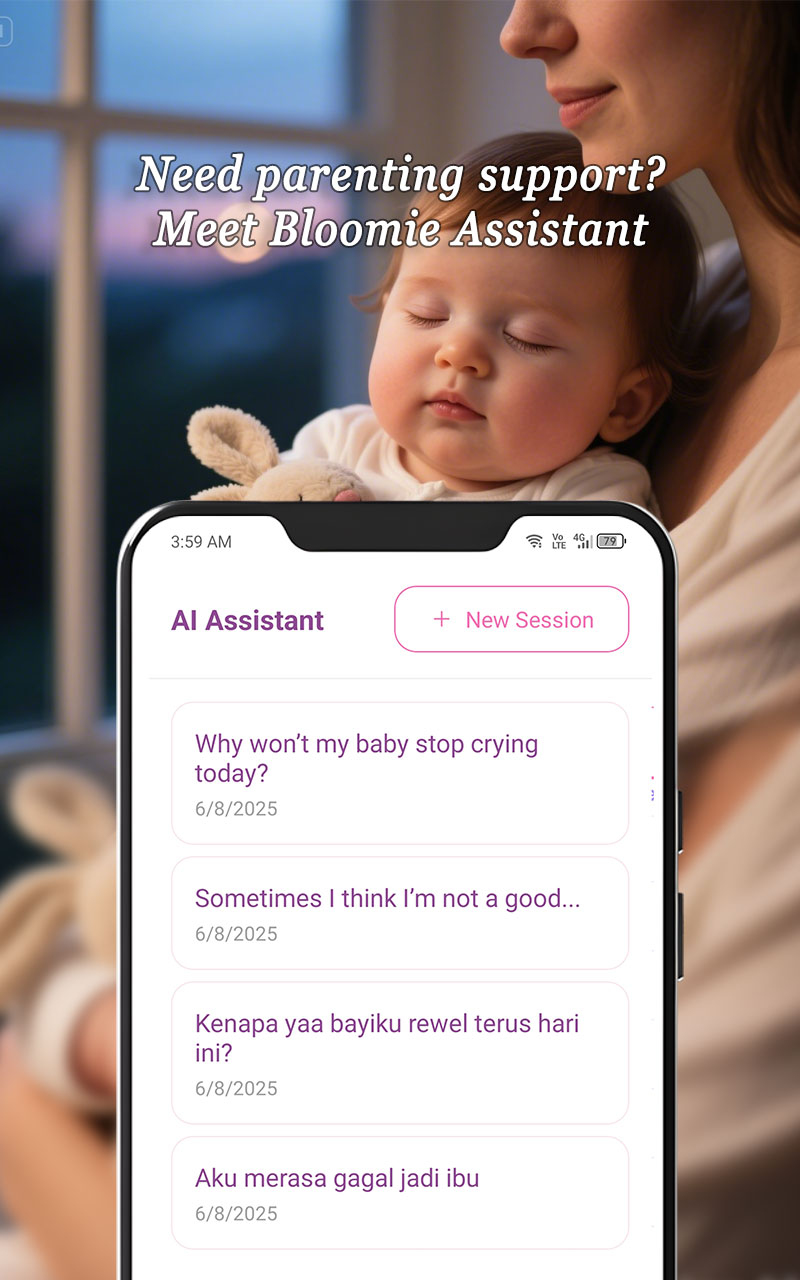 Need parenting support?
Meet Bloomie Assistant
3:59 AM
Vo
LTE
4G
79
AI Assistant
+ New Session
Why won’t my baby stop crying
today?
6/8/2025
Sometimes I think I’m not a good...
6/8/2025
Kenapa yaa bayiku rewel terus hari
ini?
6/8/2025
Aku merasa gagal jadi ibu
6/8/2025